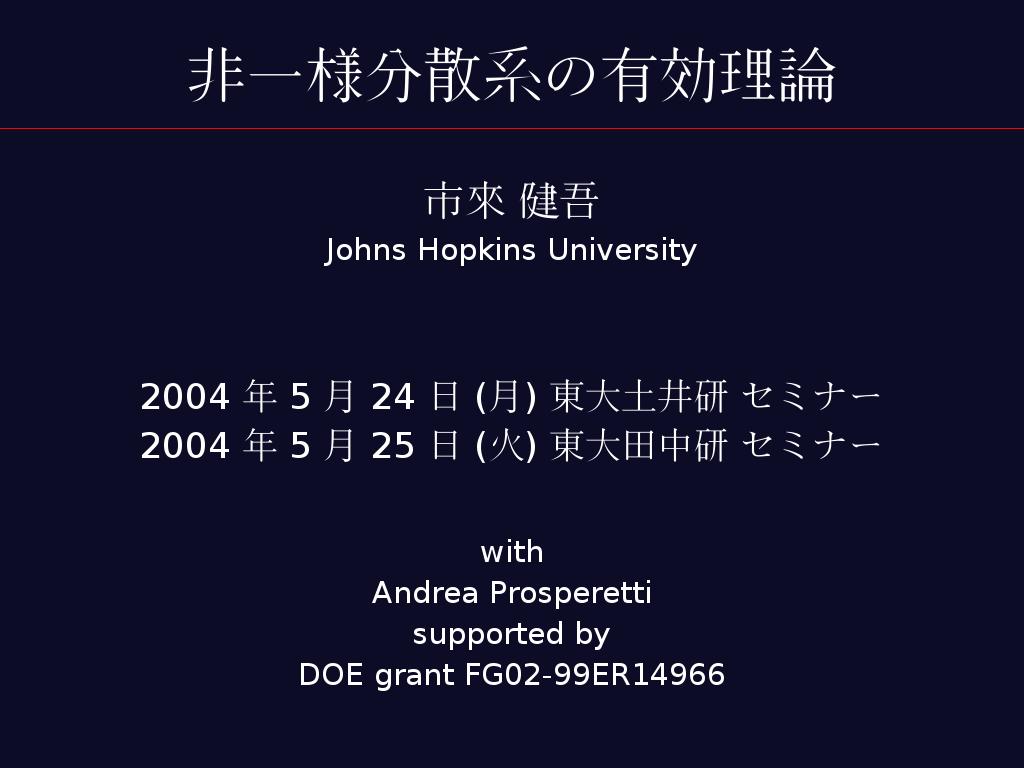 非一様分散系の有効理論
市來 健吾
Johns Hopkins University
2004 年 5 月 24 日 (月) 東大土井研 セミナー
2004 年 5 月 25 日 (火) 東大田中研 セミナー
with
Andrea Prosperetti
supported by
DOE grant FG02-99ER14966